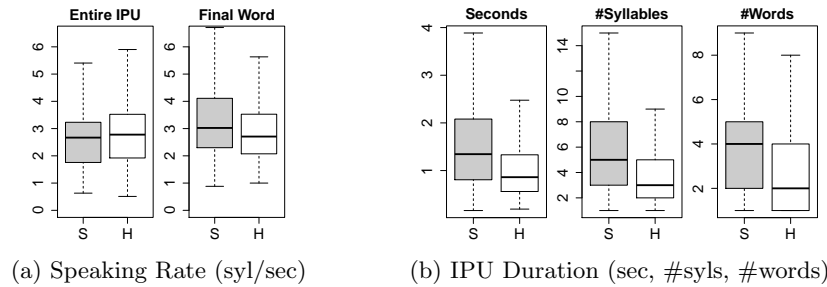 Entire IPU
Final Word
0 1 2 3 4 5 6
0 1 2 3 4 5 6
S H
S H
(a) Speaking Rate (syl/sec)
Seconds
#Syllables
#Words
1 2 3 4
2 4 6 8 10 14
2 4 6 8
S H
S H
S H
(b) IPU Duration (sec, #syls, #words)